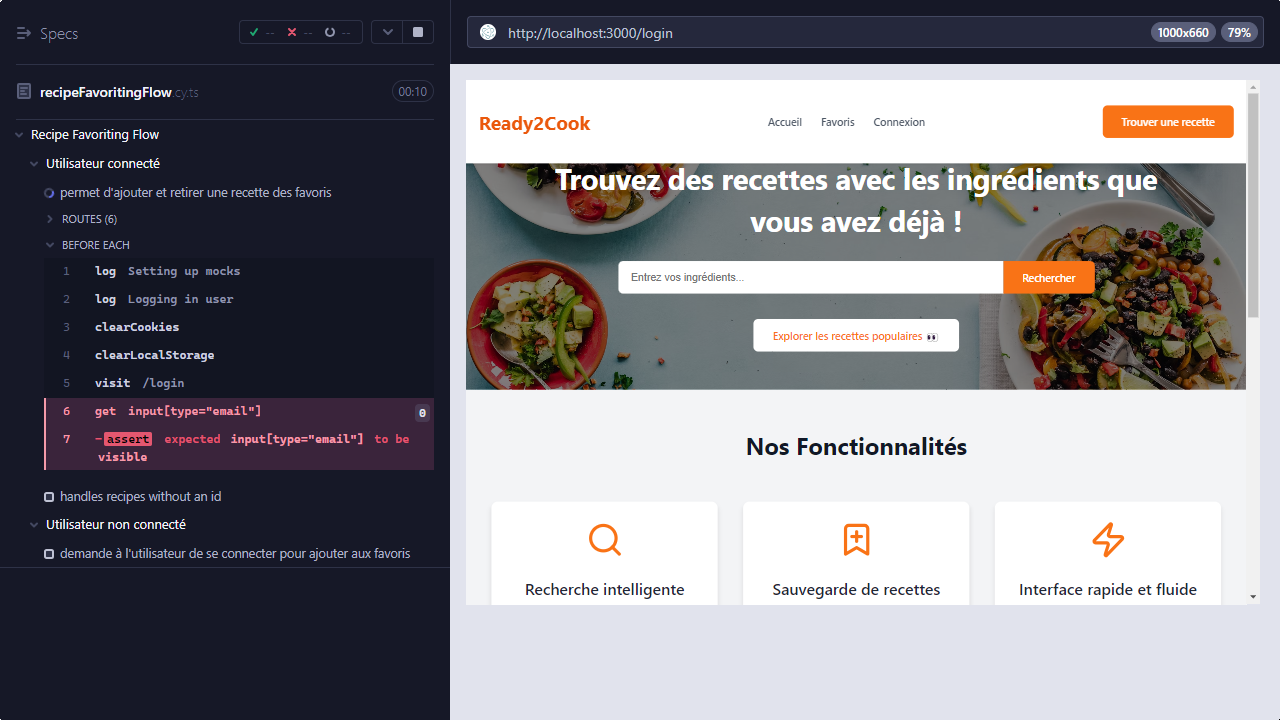 Specs
-- -- --
recipeFavoritingFlow.cy.ts 00:10
Recipe Favoriting Flow
Utilisateur connecté
permet d'ajouter et retirer une recette des favoris
ROUTES (6)
BEFORE EACH
1 log Setting up mocks
2 log Logging in user
3 clearCookies
4 clearLocalStorage
5 visit /login
6 get input[type="email"] 0
7 -assert expected input[type="email"] to be
visible
handles recipes without an id
Utilisateur non connecté
demande à l'utilisateur de se connecter pour ajouter aux favoris
http://localhost:3000/login 1000x660 79%
Ready2Cook Accueil Favoris Connexion Trouver une recette
Trouvez des recettes avec les ingrédients que
vous avez déjà !
Entrez vos ingrédients... Rechercher
Explorer les recettes populaires 👀
Nos Fonctionnalités
Recherche intelligente Sauvegarde de recettes Interface rapide et fluide